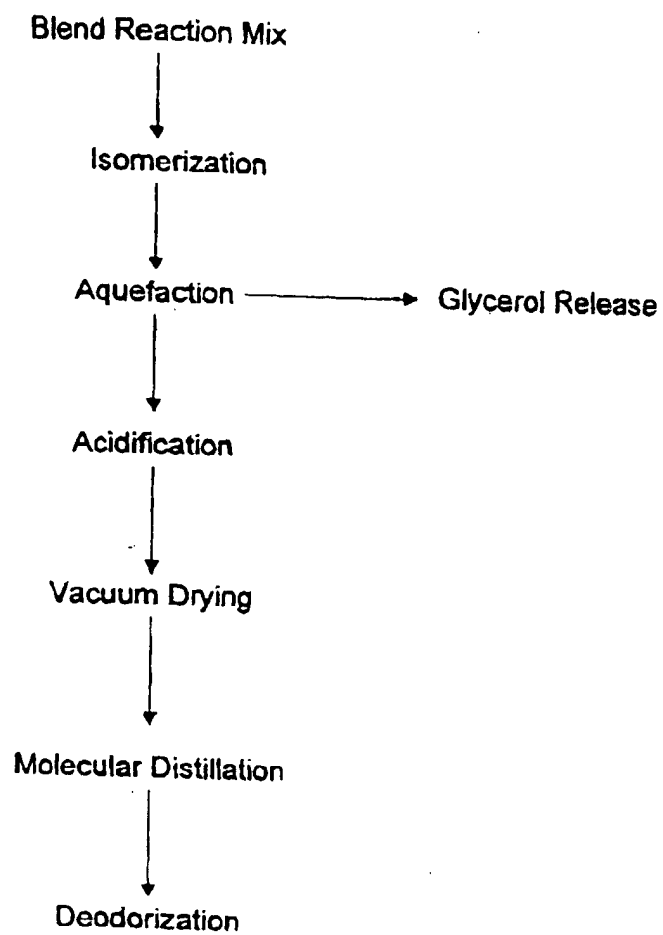 Blend Reaction Mix
Isomerization
Aquefaction
Glycerol Release
Acidification
Vacuum Drying
Molecular Distillation
Deodorization